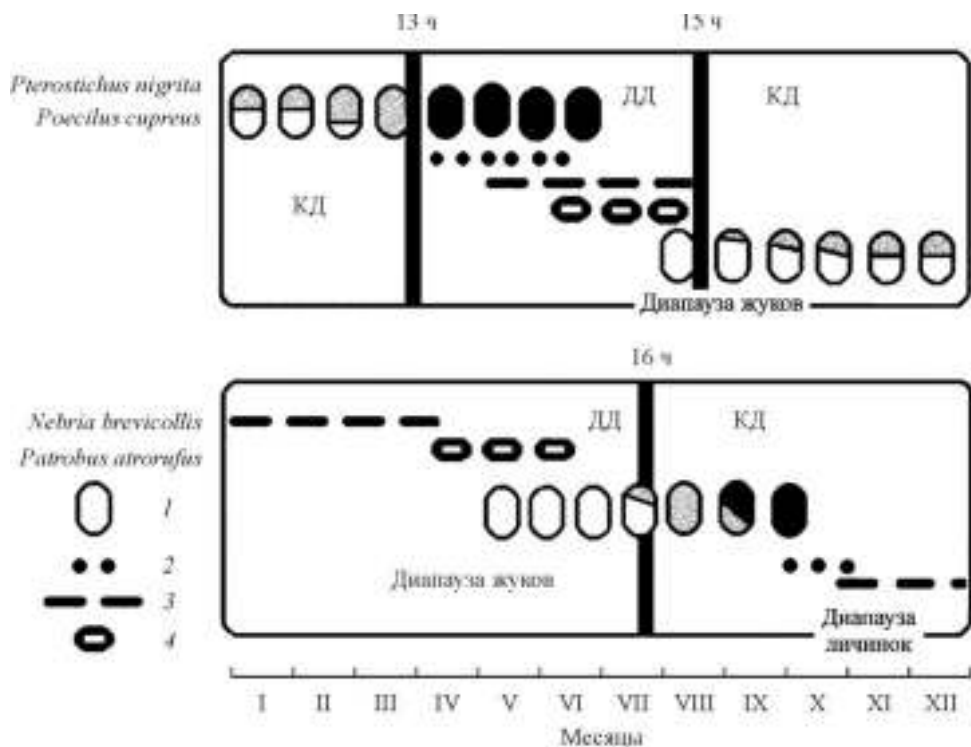 13 ч 15 ч
Pterostichus nigrita
Poecilus cupreus
ДД КД
КД
Диапауза жуков
16 ч
Nebria brevicollis
Patrobus atrorufus
ДД КД
1
2
Диапауза жуков
3
4
Диапауза
личинок
I II III IV V VI VII VIII IX X XI XII
Месяцы